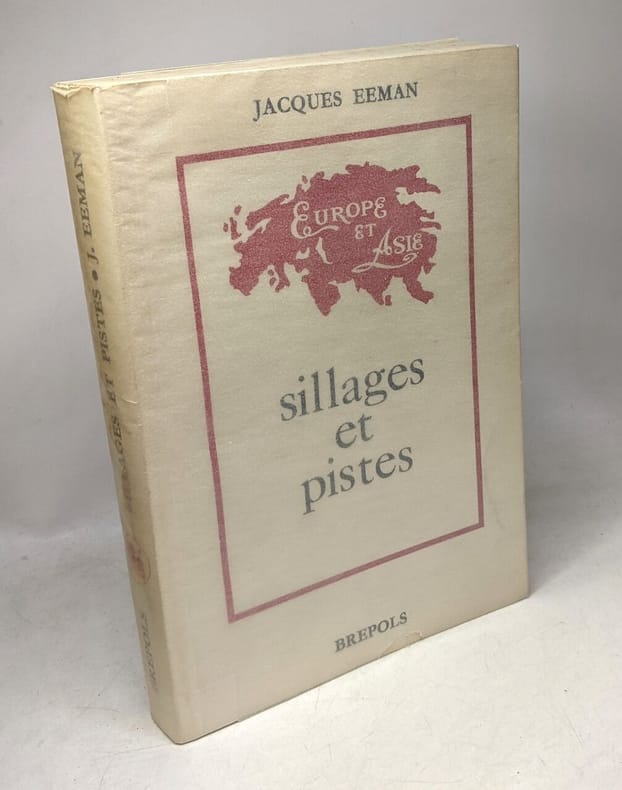 JACQUES EEMAN
EUROPE
ET
ASIE
sillages
et
pistes
BREPOLS
SILLAGES ET PISTES • J. EEMAN
BREPOLS